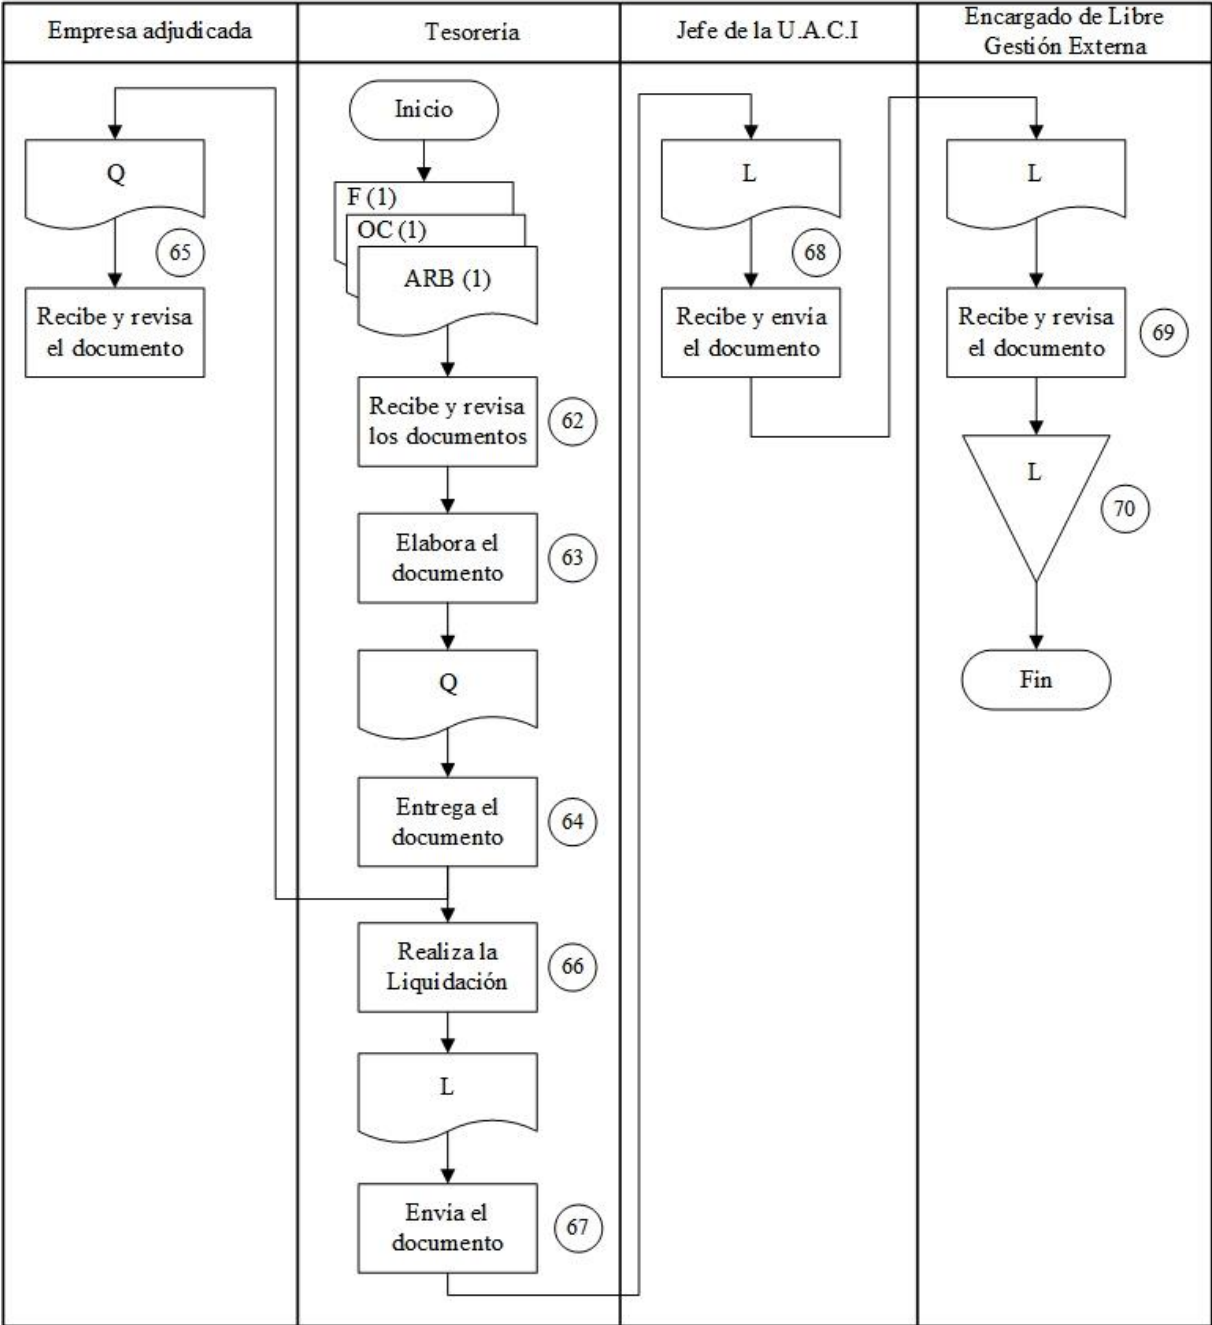 Empresa adjudicada
Tesorería
Jefe de la U.A.C.I
Encargado de Libre
Gestión Externa
Q
65
Recibe y revisa
el documento
Inicio
F (1)
OC (1)
ARB (1)
Recibe y revisa
los documentos
62
Elabora el
documento
63
Q
Entrega el
documento
64
Realiza la
Liquidación
66
L
Envía el
documento
67
L
68
Recibe y envía
el documento
L
Recibe y revisa
el documento
69
L
70
Fin